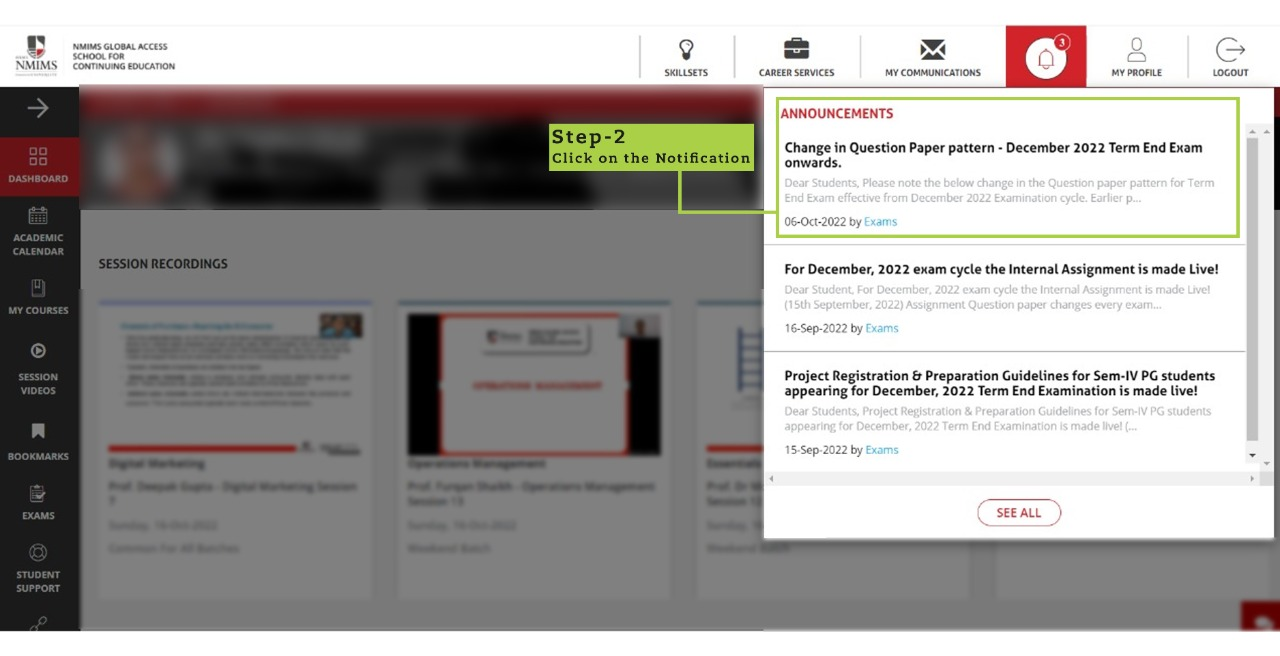 NMIMS
NMIMS GLOBAL ACCESS
SCHOOL FOR
CONTINUING EDUCATION
SKILLSETS
CAREER SERVICES
MY COMMUNICATIONS
3
MY PROFILE
LOGOUT
DASHBOARD
ACADEMIC
CALENDAR
MY COURSES
SESSION
VIDEOS
BOOKMARKS
EXAMS
STUDENT
SUPPORT
Step-2
Click on the Notification
SESSION RECORDINGS
Digital Marketing
Prof. Deepak Gupta - Digital Marketing Session
7
Sunday, 16-Oct-2022
Common For All Batches
OPERATIONS MANAGEMENT
Operations Management
Prof. Furqan Shaikh - Operations Management
Session 13
Sunday, 16-Oct-2022
Weekend Batch
ANNOUNCEMENTS
Change in Question Paper pattern - December 2022 Term End Exam
onwards.
Dear Students, Please note the below change in the Question paper pattern for Term
End Exam effective from December 2022 Examination cycle. Earlier p...
06-Oct-2022 by Exams
For December, 2022 exam cycle the Internal Assignment is made Live!
Dear Student, For December, 2022 exam cycle the Internal Assignment is made Live!
(15th September, 2022) Assignment Question paper changes every exam...
16-Sep-2022 by Exams
Project Registration & Preparation Guidelines for Sem-IV PG students
appearing for December, 2022 Term End Examination is made live!
Dear Students, Project Registration & Preparation Guidelines for Sem-IV PG students
appearing for December, 2022 Term End Examination is made live! (...
15-Sep-2022 by Exams
SEE ALL